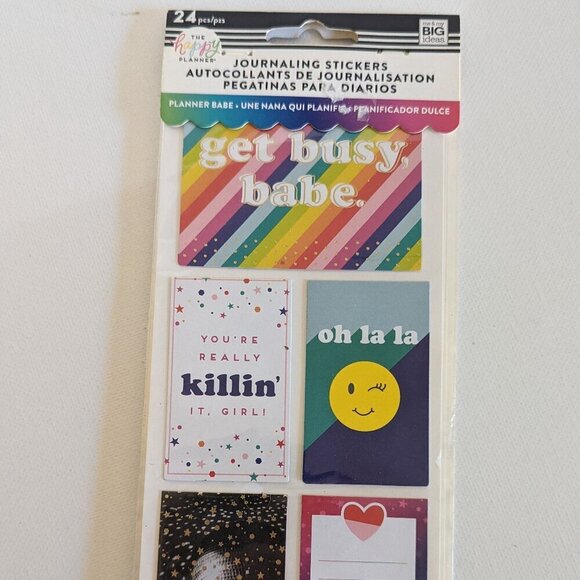 24 pcs/pzs
THE
happy
PLANNER®
me & my
BIG
ideas.
JOURNALING STICKERS
AUTOCOLLANTS DE JOURNALISATION
PEGATINAS PARA DIARIOS
PLANNER BABE • UNE NANA QUI PLANIFIE • PLANIFICADOR DULCE
get busy,
babe.
YOU'RE
REALLY
killin'
IT, GIRL!
oh la la